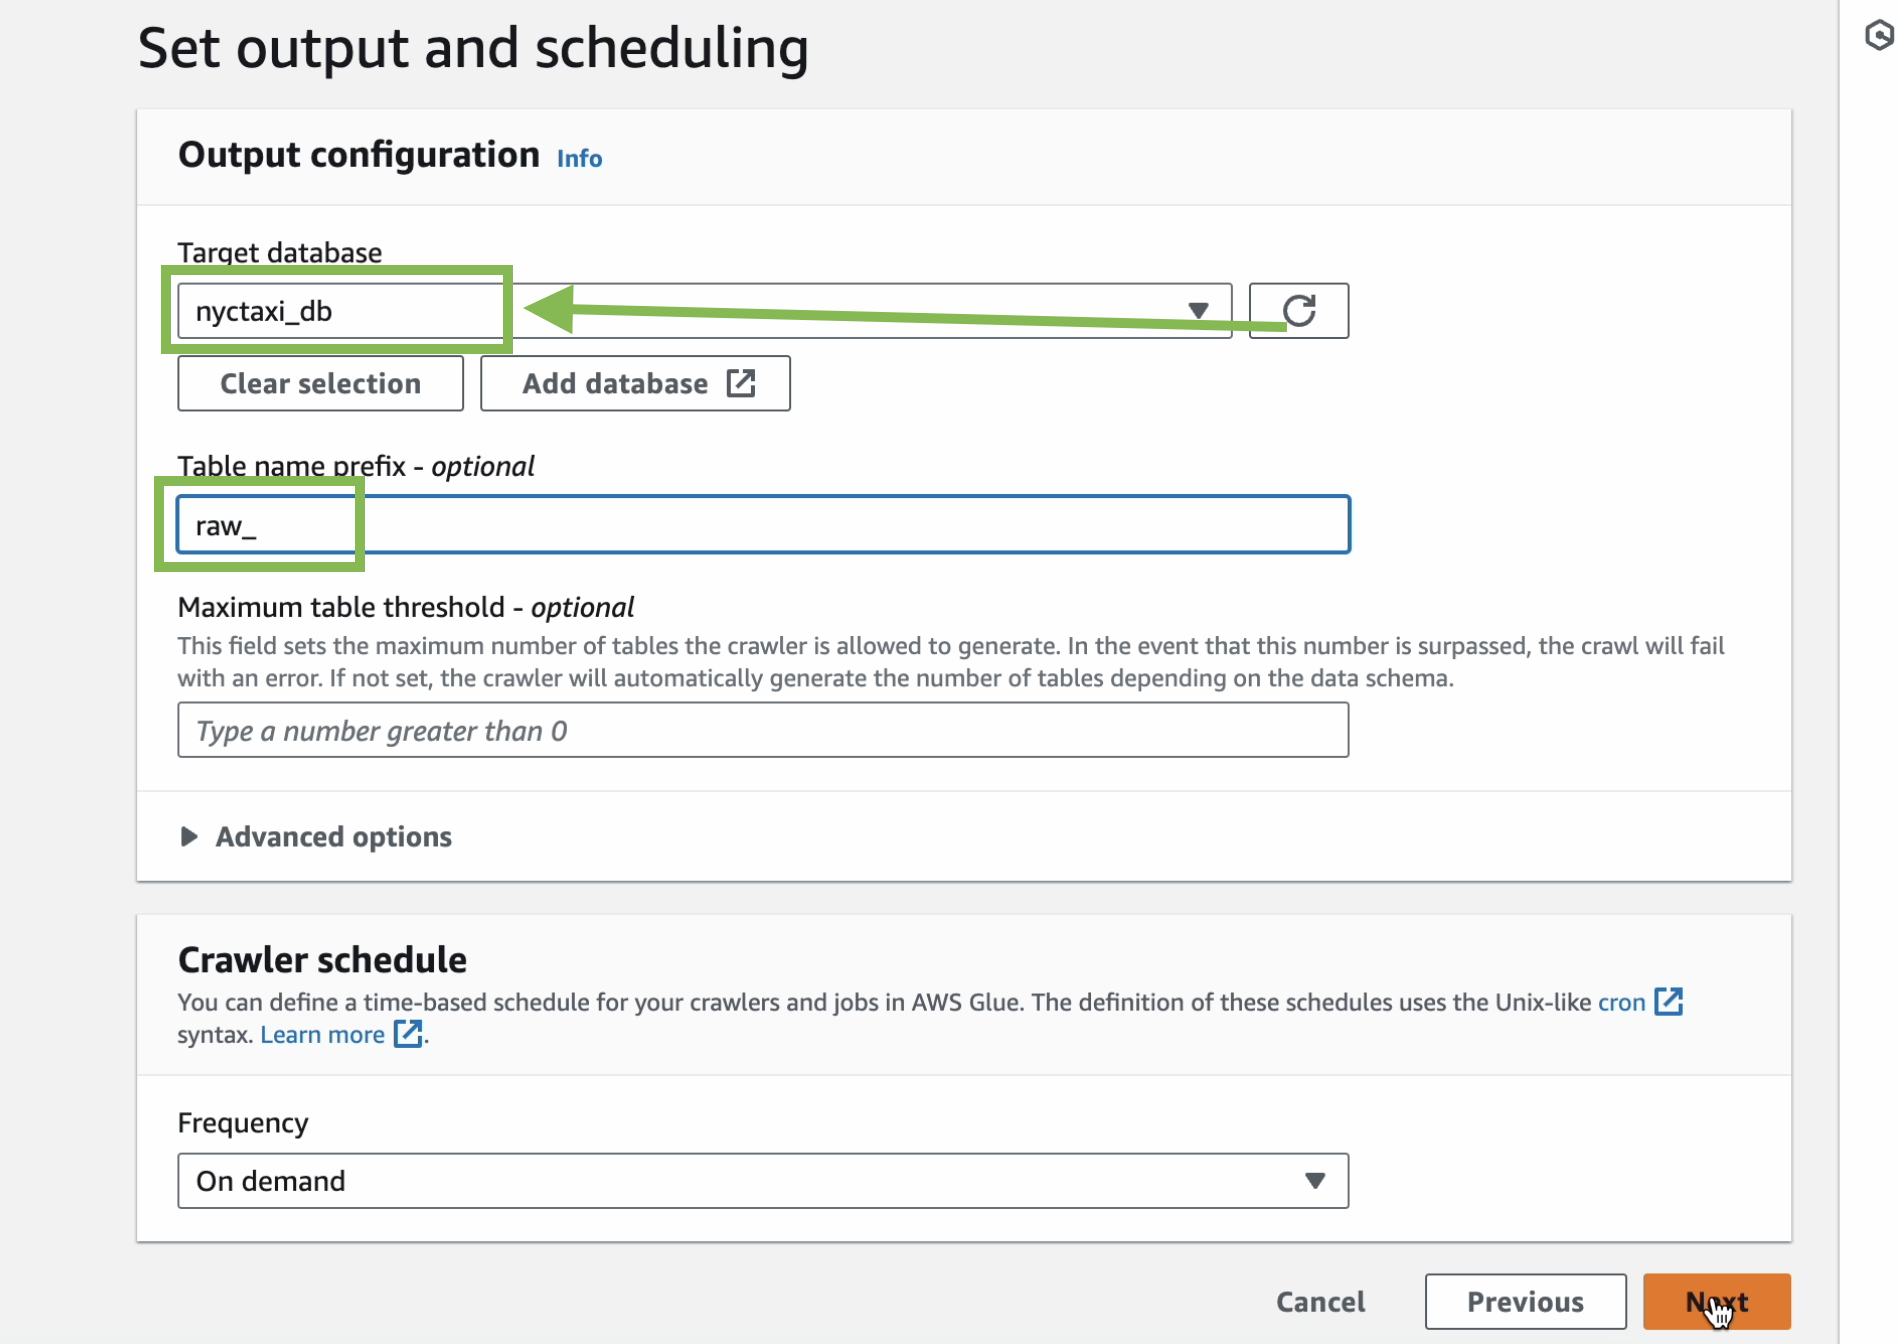 Set output and scheduling
Output configuration Info
Target database
nyctaxi_db
Clear selection Add database
Table name prefix - optional
raw_
Maximum table threshold - optional
This field sets the maximum number of tables the crawler is allowed to generate. In the event that this number is surpassed, the crawl will fail
with an error. If not set, the crawler will automatically generate the number of tables depending on the data schema.
Type a number greater than 0
Advanced options
Crawler schedule
You can define a time-based schedule for your crawlers and jobs in AWS Glue. The definition of these schedules uses the Unix-like cron
syntax. Learn more.
Frequency
On demand
Cancel Previous Next